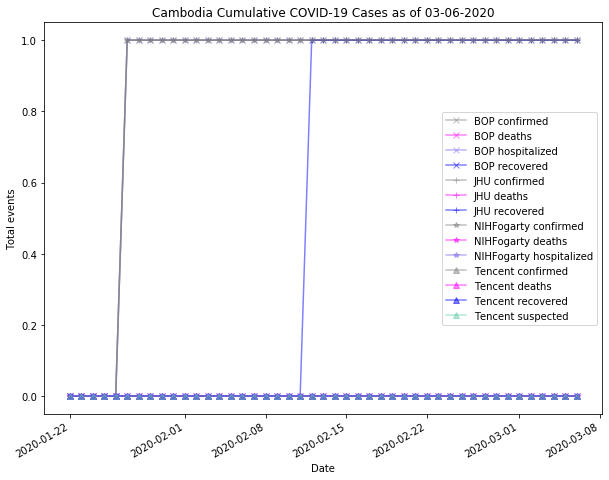 Cambodia Cumulative COVID-19 Cases as of 03-06-2020
1.0
0.8
0.6
0.4
0.2
0.0
Total events
BOP confirmed
BOP deaths
BOP hospitalized
BOP recovered
JHU confirmed
JHU deaths
JHU recovered
NIHFogarty confirmed
NIHFogarty deaths
NIHFogarty hospitalized
Tencent confirmed
Tencent deaths
Tencent recovered
Tencent suspected
2020-01-22
2020-02-01
2020-02-08
2020-02-15
2020-02-22
2020-03-01
2020-03-08
Date